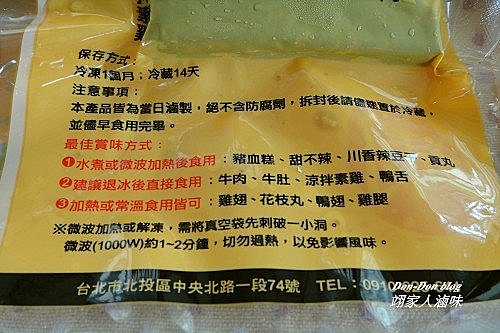 保存方式:
冷凍1個月；冷藏14天
注意事項:
本產品皆為當日滷製，絕不含防腐劑，拆封後請儘速置於冷藏，
並儘早食用完畢。
最佳賞味方式:
①水煮或微波加熱後食用：豬血糕、甜不辣、川香辣豆干、貢丸
②建議退冰後直接食用：牛肉、牛肚、涼拌素雞、鴨舌
③加熱或常溫食用皆可：雞翅、花枝丸、鴨翅、雞腿
※微波加熱或解凍，需將真空袋先刺破一小洞。
微波(1000W)約1~2分鐘，切勿過熱，以免影響風味。
台北市北投區中央北路一段74號 TEL：0910
Don-Don blog
翊家人滷味